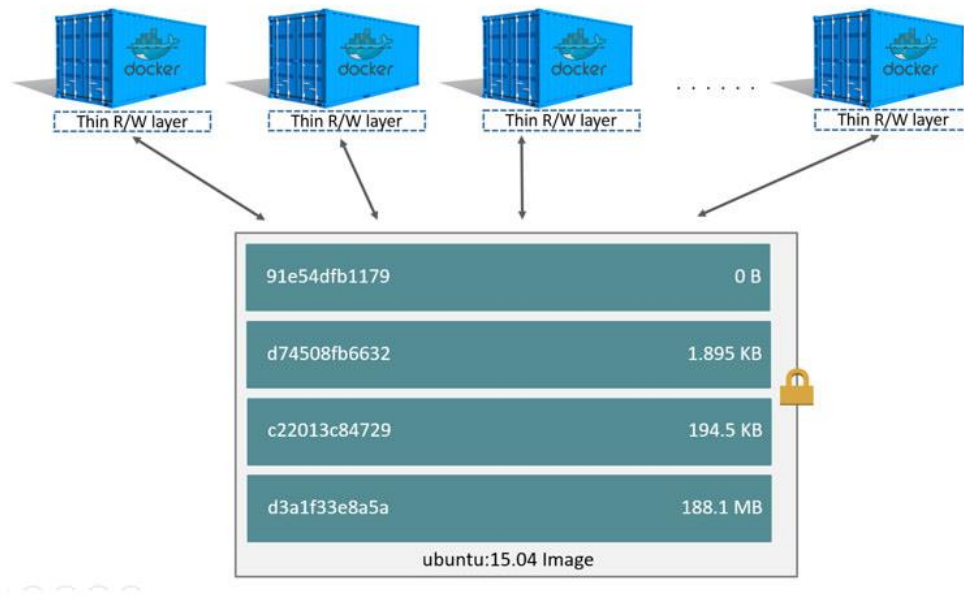 docker docker docker docker
Thin R/W layer Thin R/W layer Thin R/W layer . . . . . . Thin R/W layer
91e54dfb1179 0 B
d74508fb6632 1.895 KB
c22013c84729 194.5 KB
d3a1f33e8a5a 188.1 MB
ubuntu:15.04 Image